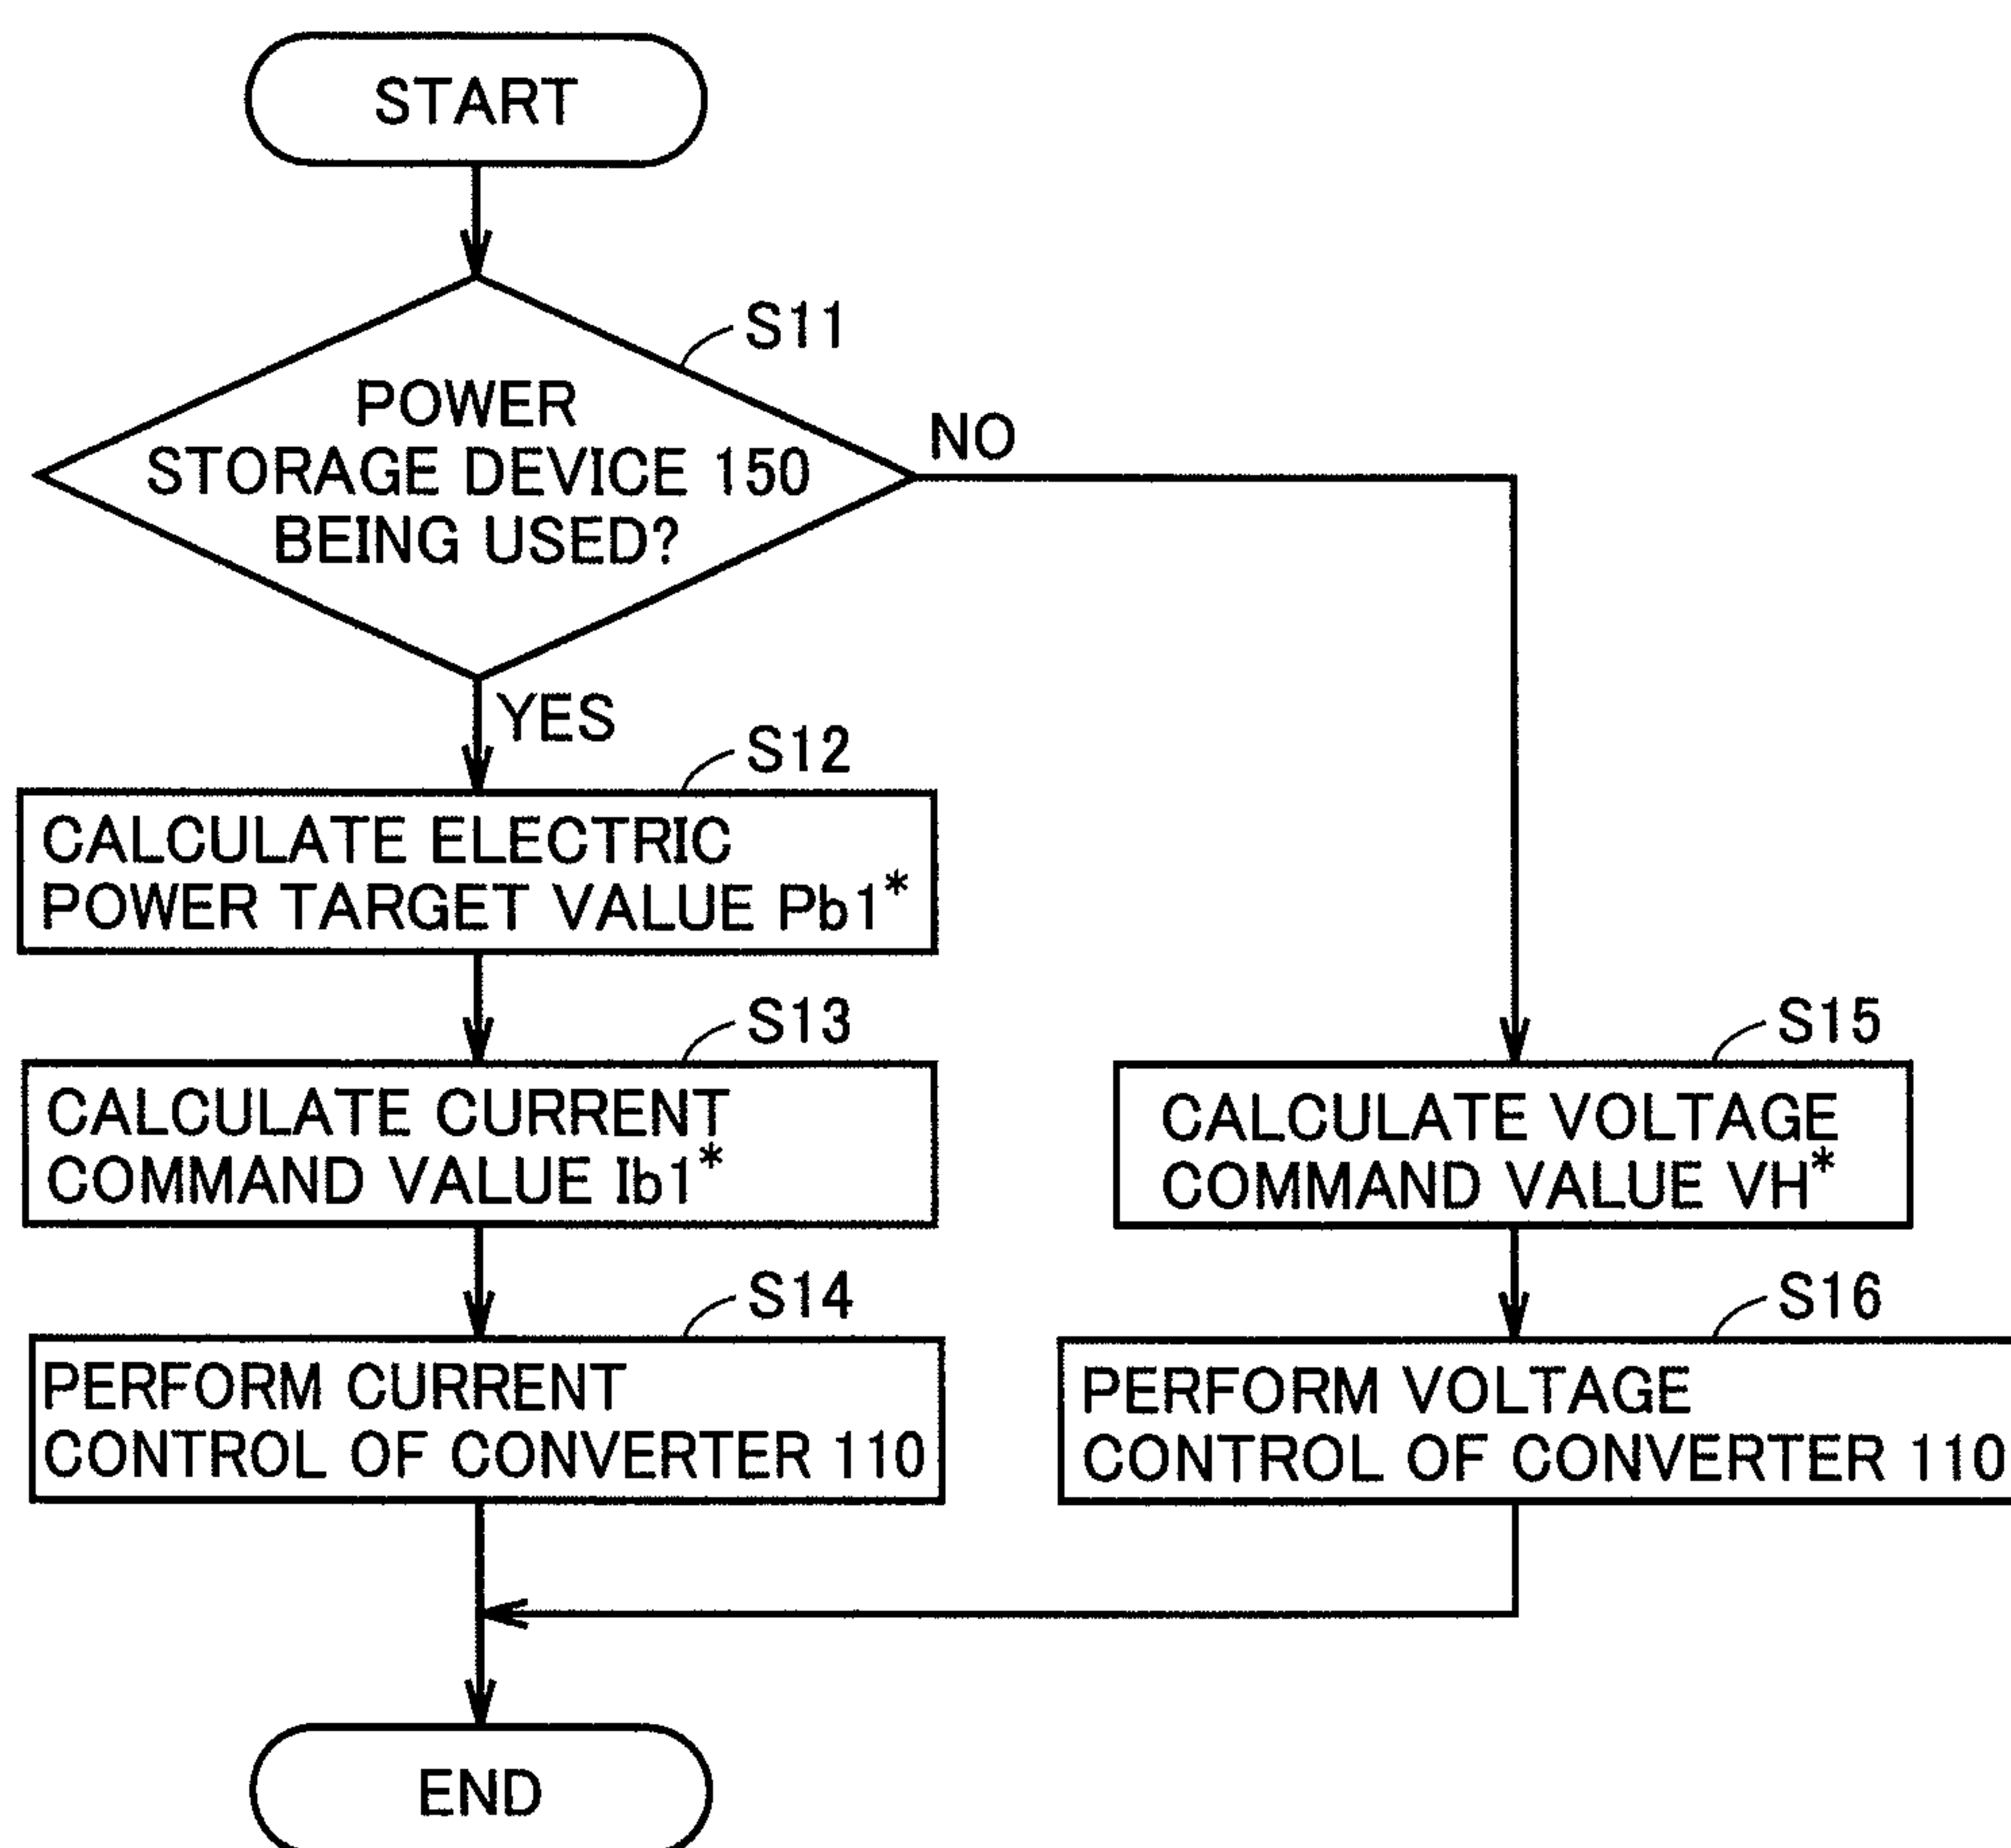 START
S11
POWER
STORAGE DEVICE 150
BEING USED?
NO
YES
S12
CALCULATE ELECTRIC
POWER TARGET VALUE Pb1*
S13
CALCULATE CURRENT
COMMAND VALUE Ib1*
S14
PERFORM CURRENT
CONTROL OF CONVERTER 110
S15
CALCULATE VOLTAGE
COMMAND VALUE VH*
S16
PERFORM VOLTAGE
CONTROL OF CONVERTER 110
END